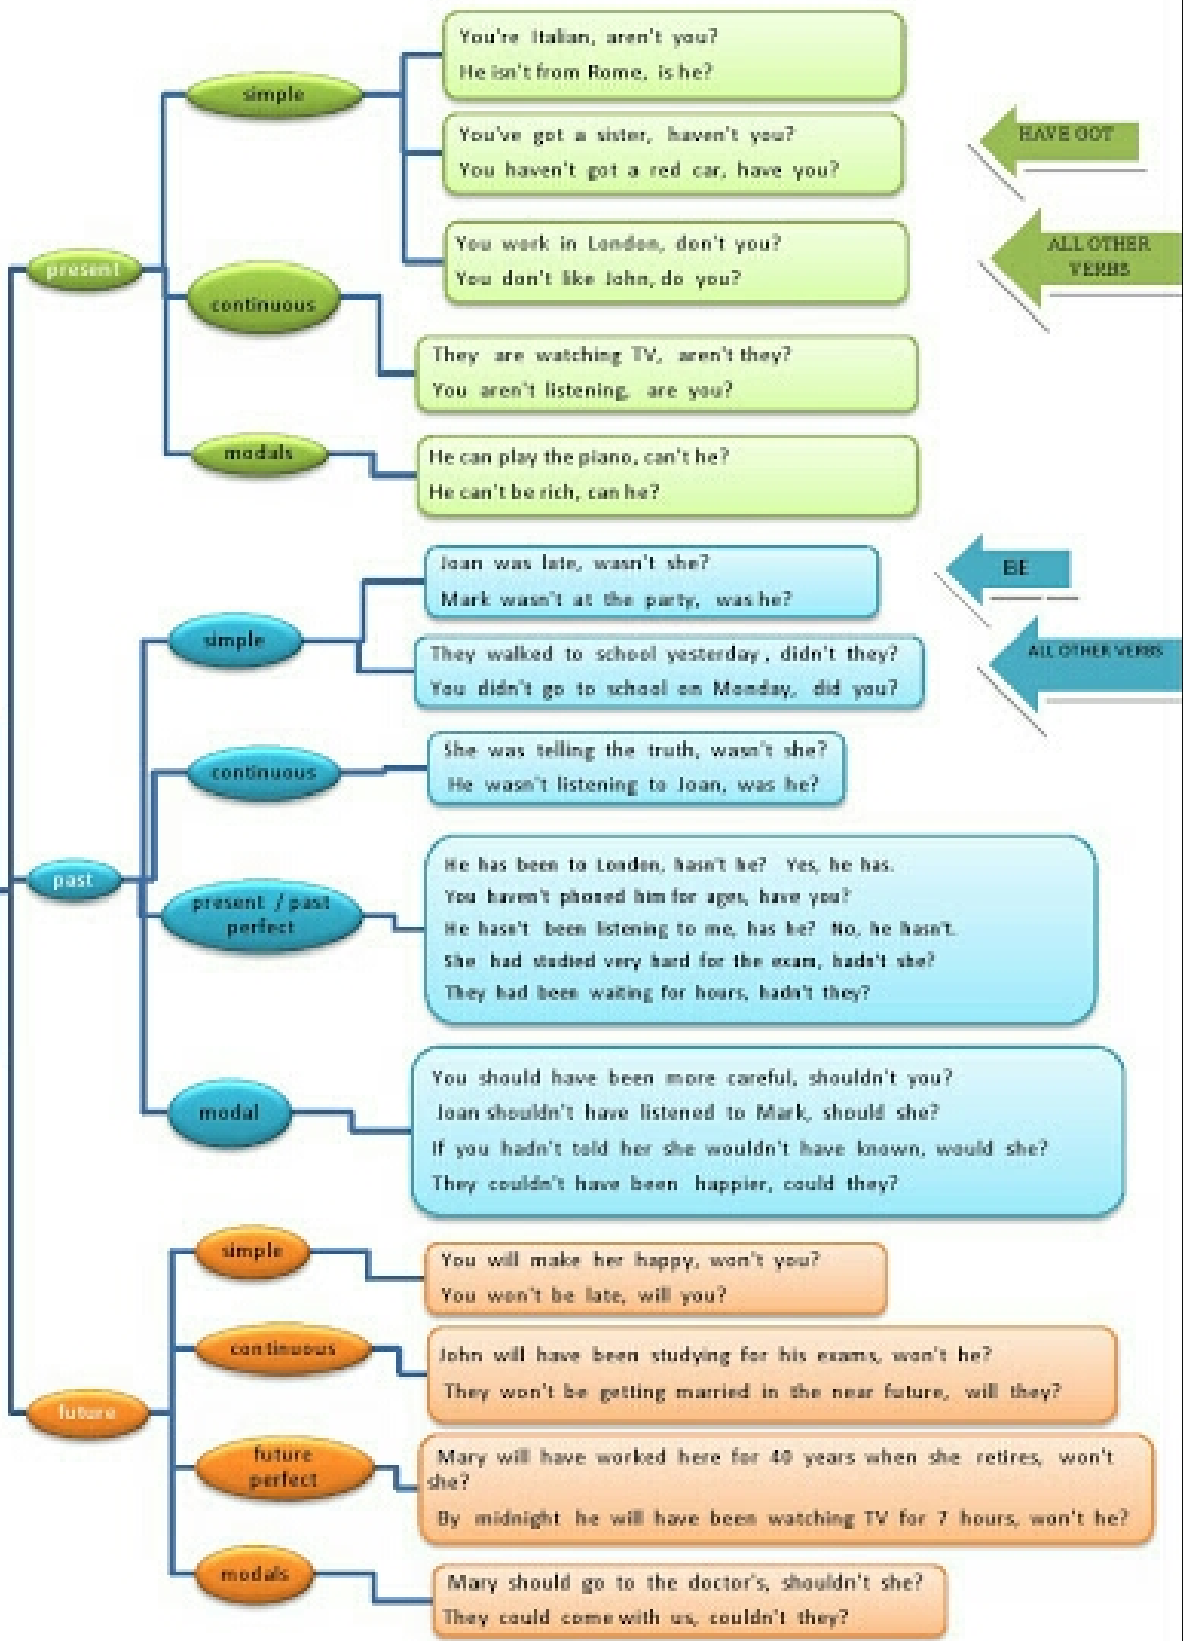 You're Italian, aren't you?
He isn't from Rome, is he?
simple
You've got a sister, haven't you?
You haven't got a red car, have you?
HAVE GOT
You work in London, don't you?
You don't like John, do you?
ALL OTHER
VERBS
present
continuous
They are watching TV, aren't they?
You aren't listening, are you?
modals
He can play the piano, can't he?
He can't be rich, can he?
Joan was late, wasn't she?
Mark wasn't at the party, was he?
BE
simple
They walked to school yesterday, didn't they?
You didn't go to school on Monday, did you?
ALL OTHER VERBS
continuous
She was telling the truth, wasn't she?
He wasn't listening to Joan, was he?
past
present / past
perfect
He has been to London, hasn't he? Yes, he has.
You haven't phoned him for ages, have you?
He hasn't been listening to me, has he? No, he hasn't.
She had studied very hard for the exam, hadn't she?
They had been waiting for hours, hadn't they?
modal
You should have been more careful, shouldn't you?
Joan shouldn't have listened to Mark, should she?
If you hadn't told her she wouldn't have known, would she?
They couldn't have been happier, could they?
simple
You will make her happy, won't you?
You won't be late, will you?
continuous
John will have been studying for his exams, won't he?
They won't be getting married in the near future, will they?
future
future
perfect
Mary will have worked here for 40 years when she retires, won't
she?
By midnight he will have been watching TV for 7 hours, won't he?
modals
Mary should go to the doctor's, shouldn't she?
They could come with us, couldn't they?